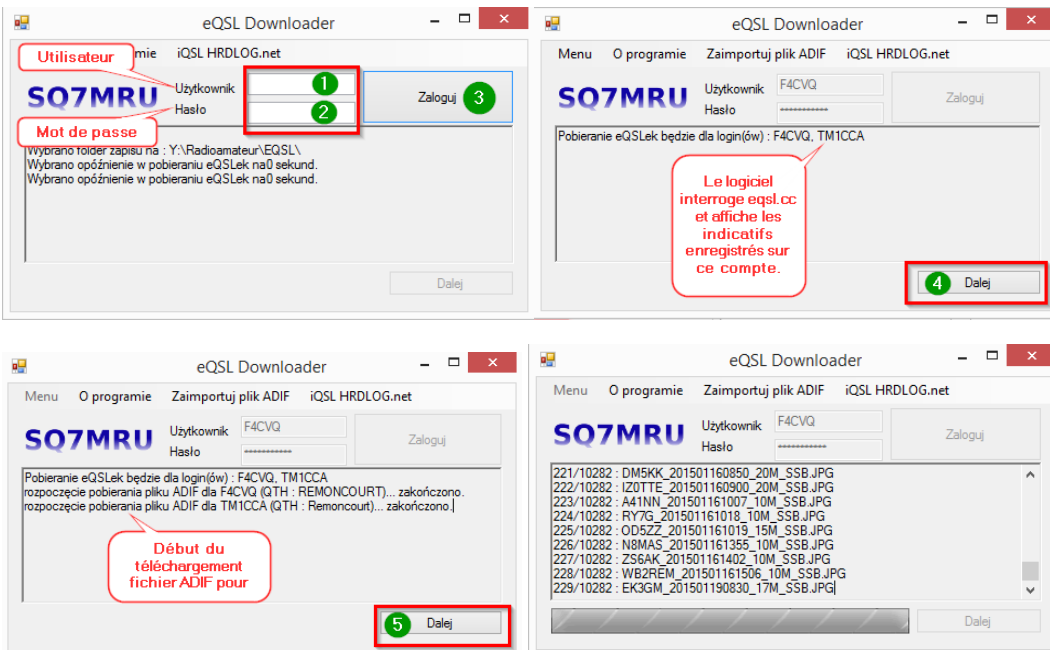 eQSL Downloader
Utilisateur
mie iQSL HRDLOG.net
SQ7MRU
Użytkownik
1
Hasło
2
Zaloguj 3
Mot de passe
Wybrano folder zapisu na : Y:\Radioamateur\EQSL\
Wybrano opóźnienie w pobieraniu eQSLek na0 sekund.
Wybrano opóźnienie w pobieraniu eQSLek na0 sekund.
Dalej
eQSL Downloader
Menu O programie Zaimportuj plik ADIF iQSL HRDLOG.net
SQ7MRU
Użytkownik F4CVQ
Hasło ***********
Zaloguj
Pobieranie eQSLek będzie dla login(ów) : F4CVQ, TM1CCA
Le logiciel
interroge eqsl.cc
et affiche les
indicatifs
enregistrés sur
ce compte.
4 Dalej
eQSL Downloader
Menu O programie Zaimportuj plik ADIF iQSL HRDLOG.net
SQ7MRU
Użytkownik F4CVQ
Hasło ***********
Zaloguj
Pobieranie eQSLek będzie dla login(ów) : F4CVQ, TM1CCA
rozpoczęcie pobierania pliku ADIF dla F4CVQ (QTH : REMONCOURT)... zakończono.
rozpoczęcie pobierania pliku ADIF dla TM1CCA (QTH : Remoncourt)... zakończono.
Début du
téléchargement
fichier ADIF pour
5 Dalej
eQSL Downloader
Menu O programie Zaimportuj plik ADIF iQSL HRDLOG.net
SQ7MRU
Użytkownik F4CVQ
Hasło ***********
Zaloguj
221/10282 : DM5KK_201501160850_20M_SSB.JPG
222/10282 : IZ0TTE_201501160900_20M_SSB.JPG
223/10282 : A41NN_201501161007_10M_SSB.JPG
224/10282 : RY7G_201501161018_10M_SSB.JPG
225/10282 : OD5ZZ_201501161019_15M_SSB.JPG
226/10282 : N8MAS_201501161355_10M_SSB.JPG
227/10282 : ZS6AK_201501161402_10M_SSB.JPG
228/10282 : WB2REM_201501161506_10M_SSB.JPG
229/10282 : EK3GM_201501190830_17M_SSB.JPG
Dalej